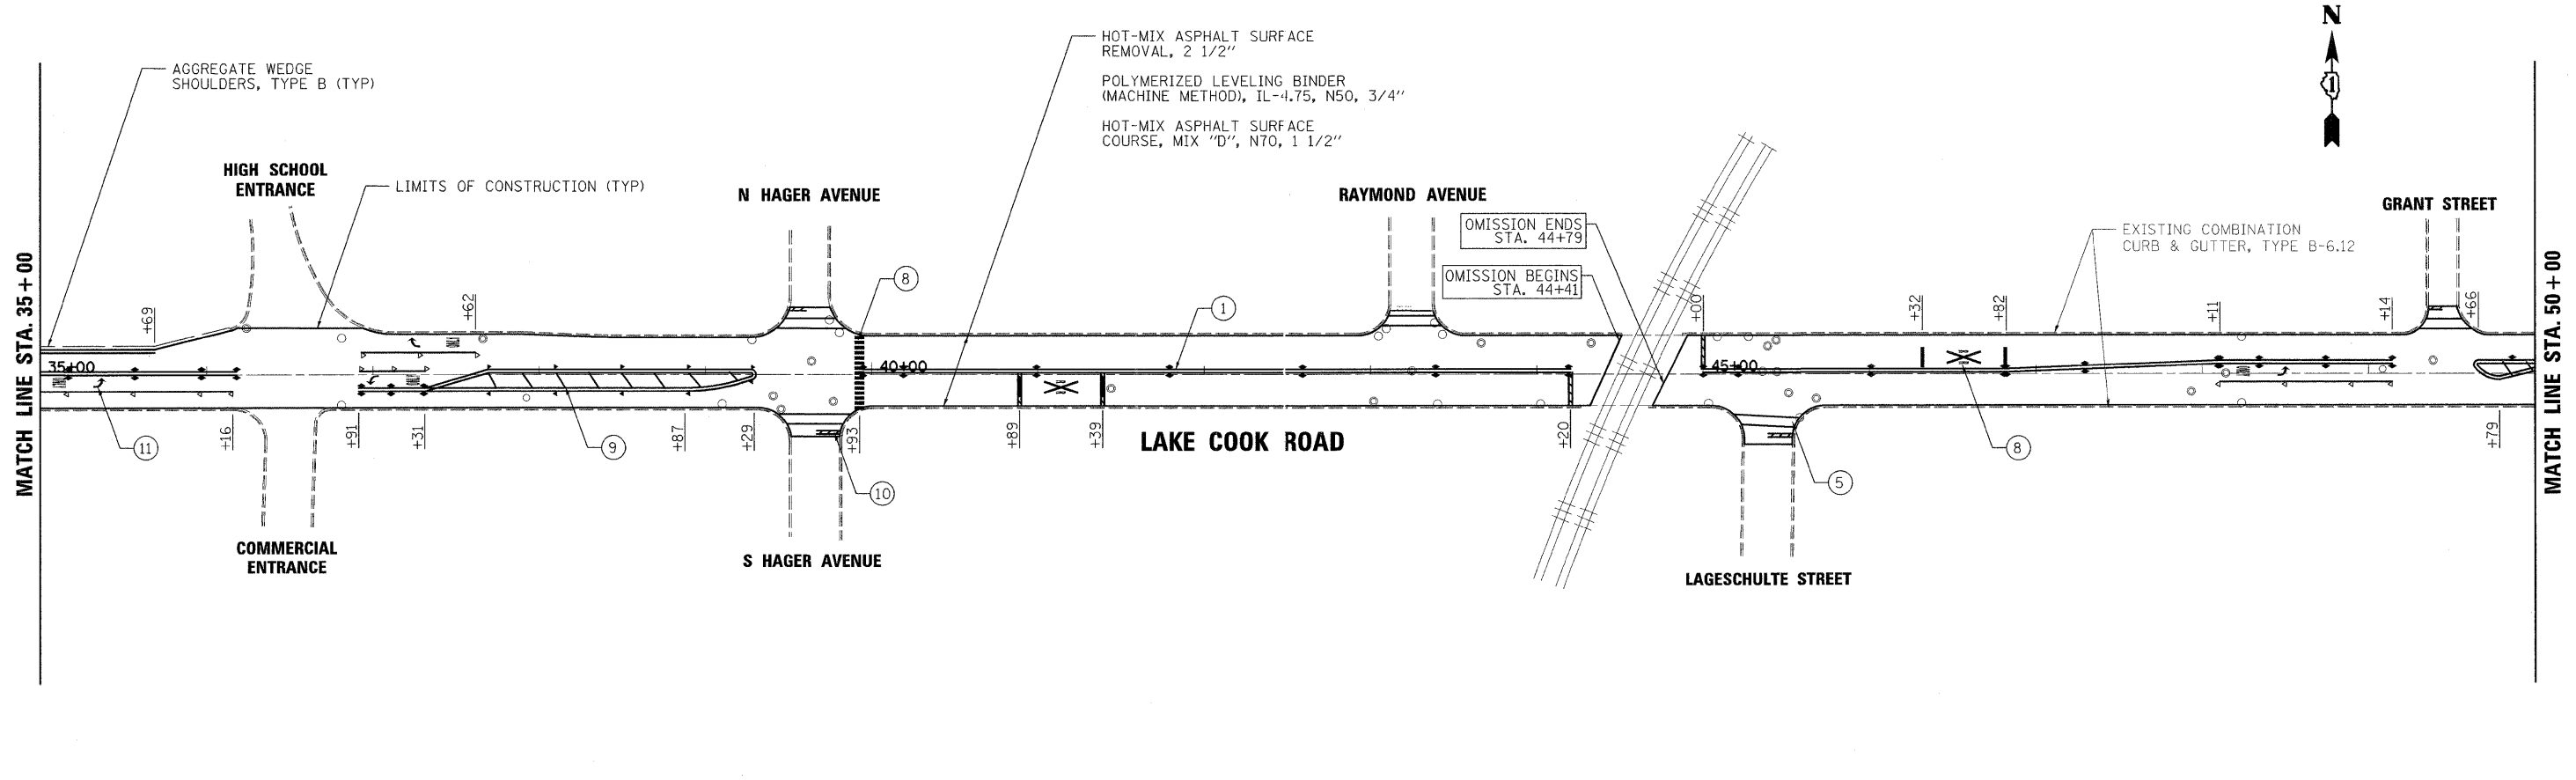 N
1
AGGREGATE WEDGE
SHOULDERS, TYPE B (TYP)
HOT-MIX ASPHALT SURFACE
REMOVAL, 2 1/2"
POLYMERIZED LEVELING BINDER
(MACHINE METHOD), IL-4.75, N50, 3/4"
HOT-MIX ASPHALT SURFACE
COURSE, MIX "D", N70, 1 1/2"
HIGH SCHOOL
ENTRANCE
LIMITS OF CONSTRUCTION (TYP)
N HAGER AVENUE
RAYMOND AVENUE
GRANT STREET
OMISSION ENDS
STA. 44+79
OMISSION BEGINS
STA. 44+41
EXISTING COMBINATION
CURB & GUTTER, TYPE B-6.12
MATCH LINE STA. 35+00
MATCH LINE STA. 50+00
+69
+62
8
1
+00
+32
+82
+11
+14
+66
35+00
40+00
45+00
11
+16
+91
+31
9
+87
+29
+93
10
+89
+39
LAKE COOK ROAD
+20
5
8
+79
COMMERCIAL
ENTRANCE
S HAGER AVENUE
LAGESCHULTE STREET